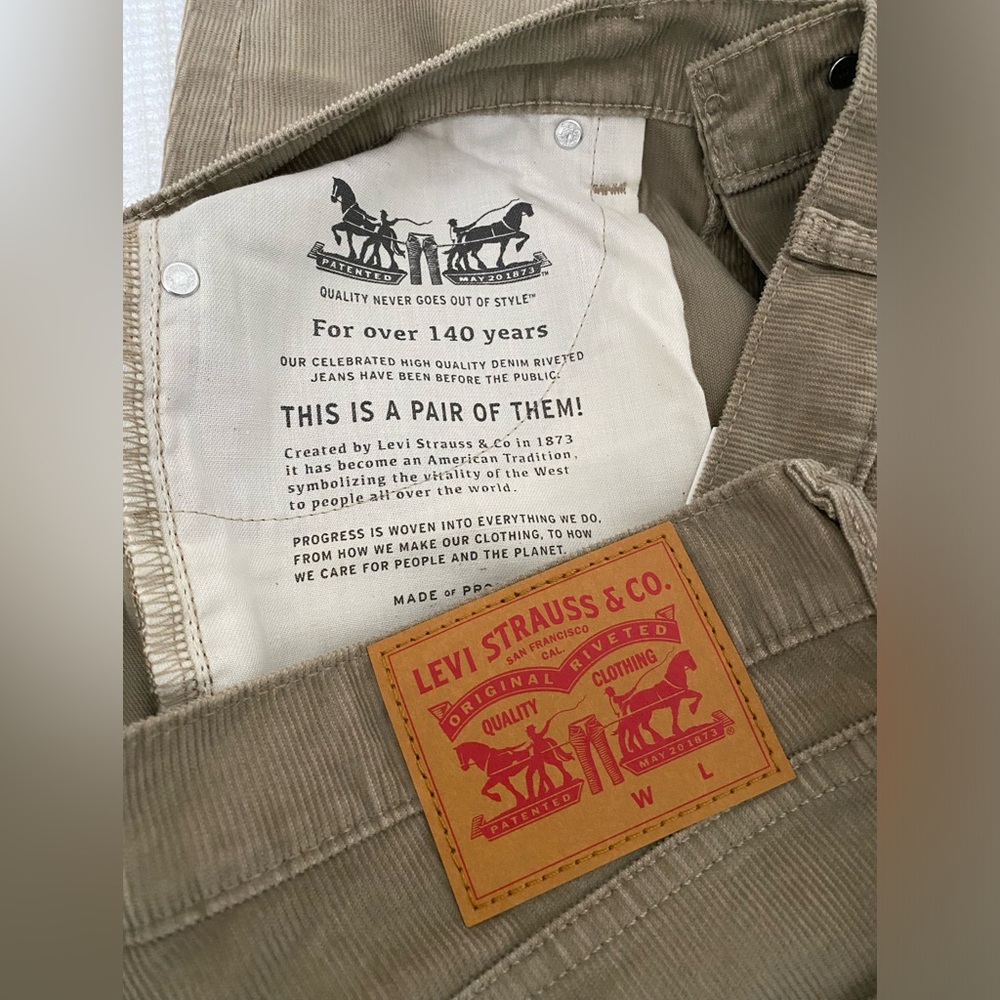 PATENTED
MAY 20 1873™
QUALITY NEVER GOES OUT OF STYLE™
For over 140 years
OUR CELEBRATED HIGH QUALITY DENIM RIVETED
JEANS HAVE BEEN BEFORE THE PUBLIC:
THIS IS A PAIR OF THEM!
Created by Levi Strauss & Co in 1873
it has become an American Tradition,
symbolizing the vitality of the West
to people all over the world.
PROGRESS IS WOVEN INTO EVERYTHING WE DO,
FROM HOW WE MAKE OUR CLOTHING, TO HOW
WE CARE FOR PEOPLE AND THE PLANET.
MADE OF
LEVI STRAUSS & CO.
SAN FRANCISCO
CAL.
ORIGINAL RIVETED
QUALITY CLOTHING
PATENTED
MAY 20 1873®
W L